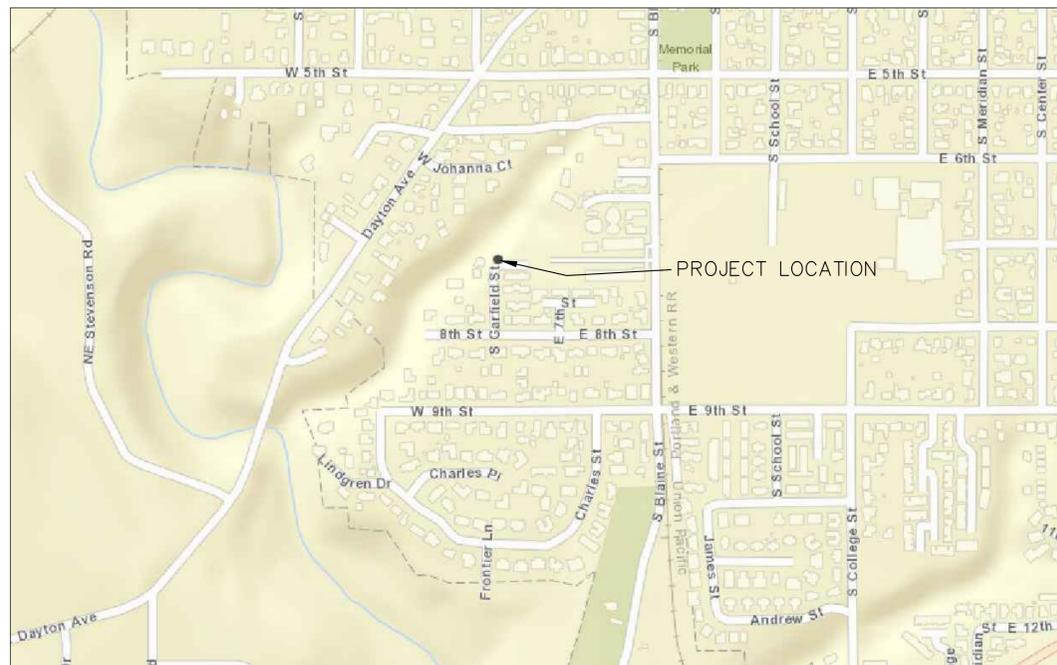 S
S Bl
S
S
S
Memorial
Park
W 5th St
E 5th St
S School St
S Meridian St
S Center St
W Johanna Ct
E 6th St
Dayton Ave
PROJECT LOCATION
NE Stevenson Rd
S Garfield St
E 7th St
8th St
E 8th St
Portland & Western RR
W 9th St
E 9th St
Lindgren Dr
Charles Pl
Charles St
S School St
S Blaine St
Union Pacific
Frontier Ln
James St
S College St
110
Andrew St
Dayton Ave
St E 12th